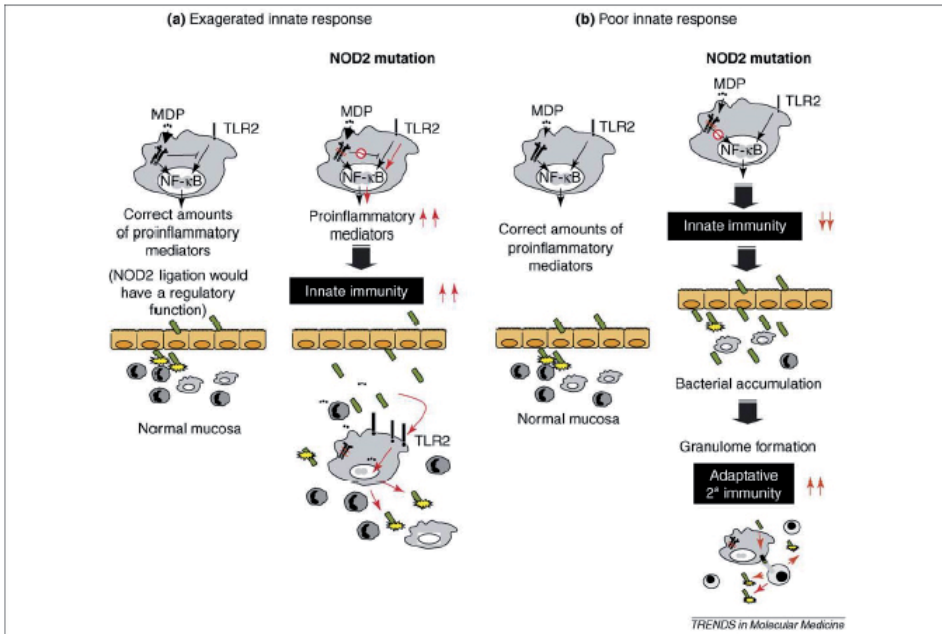 (a) Exagerated innate response
NOD2 mutation
MDP
TLR2
NF-κB
Correct amounts
of proinflammatory
mediators
(NOD2 ligation would
have a regulatory
function)
Normal mucosa
MDP
TLR2
NF-κB
Proinflammatory
mediators
Innate immunity
TLR2
(b) Poor innate response
NOD2 mutation
MDP
TLR2
NF-κB
Correct amounts of
proinflammatory
mediators
Normal mucosa
MDP
TLR2
NF-κB
Innate immunity
Bacterial accumulation
Granulome formation
Adaptative
2ª immunity
TRENDS in Molecular Medicine